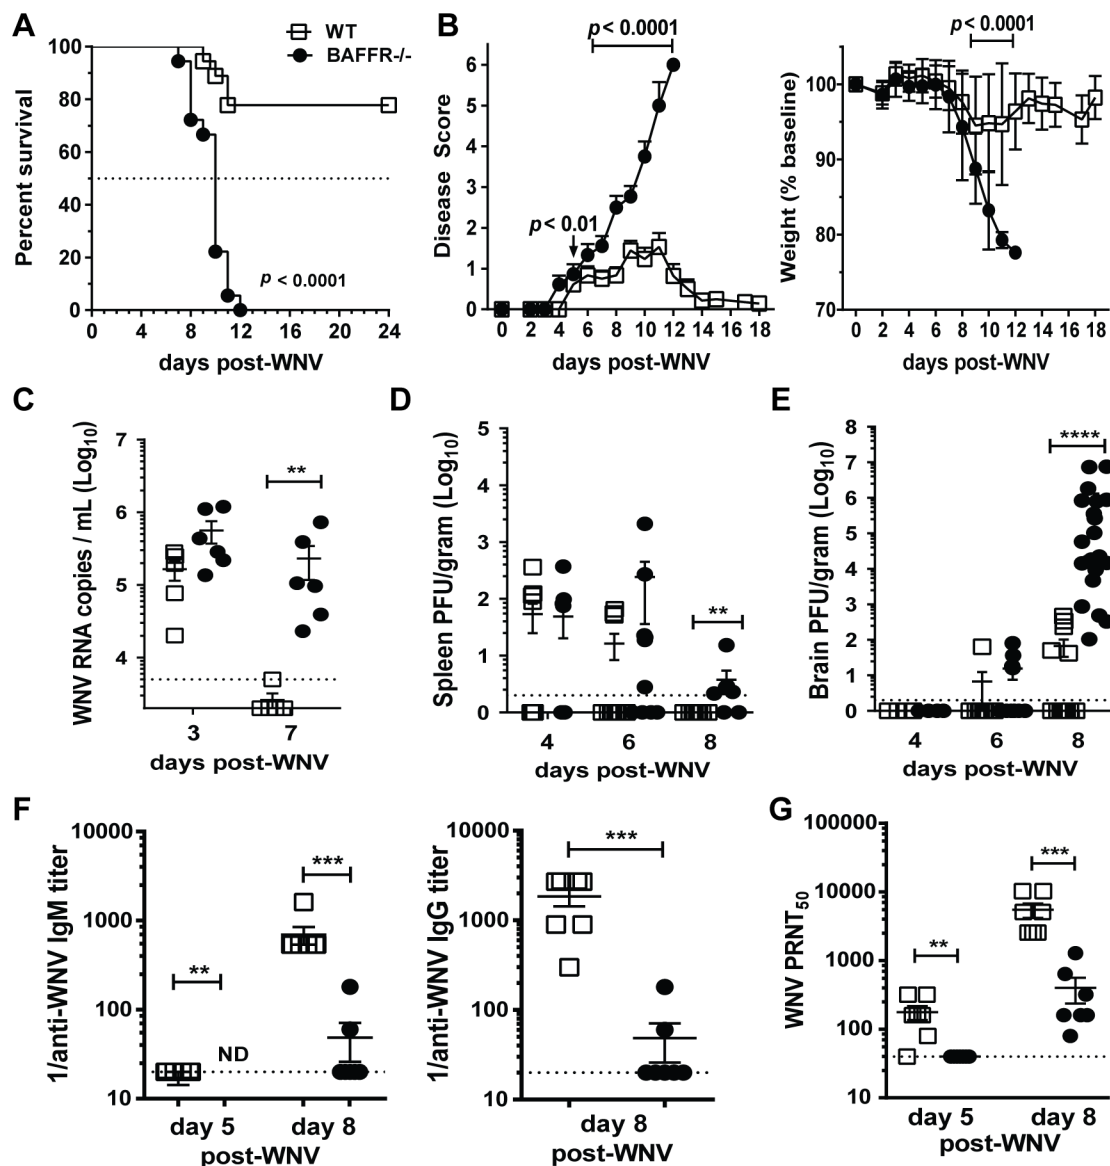 A
WT
BAFFR-/-
Percent survival
100
80
60
40
20
0
p < 0.0001
0 4 8 12 16 20 24
days post-WNV
B
p < 0.0001
Disease Score
6
5
4
3
2
1
0
p < 0.01
0 2 4 6 8 10 12 14 16 18
days post-WNV
p < 0.0001
Weight (% baseline)
100
90
80
70
0 2 4 6 8 10 12 14 16 18
days post-WNV
C
WNV RNA copies / mL (Log10)
7
6
5
4
**
3 7
days post-WNV
D
Spleen PFU/gram (Log10)
5
4
3
2
1
0
**
4 6 8
days post-WNV
E
Brain PFU/gram (Log10)
8
7
6
5
4
3
2
1
0
****
4 6 8
days post-WNV
F
1/anti-WNV IgM titer
10000
1000
100
10
**
ND
***
day 5 day 8
post-WNV
1/anti-WNV IgG titer
10000
1000
100
10
***
day 8
post-WNV
G
WNV PRNT50
100000
10000
1000
100
10
**
***
day 5 day 8
post-WNV